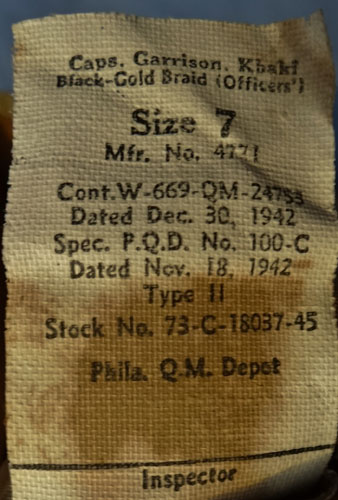 Caps, Garrison, Khaki
Black-Gold Braid (Officers')
Size 7
Mfr. No. 4771
Cont.W-669-QM-24753
Dated Dec. 30, 1942
Spec. P.Q.D. No. 100-C
Dated Nov. 18, 1942
Type II
Stock No. 73-C-18037-45
Phila. Q.M. Depot
Inspector